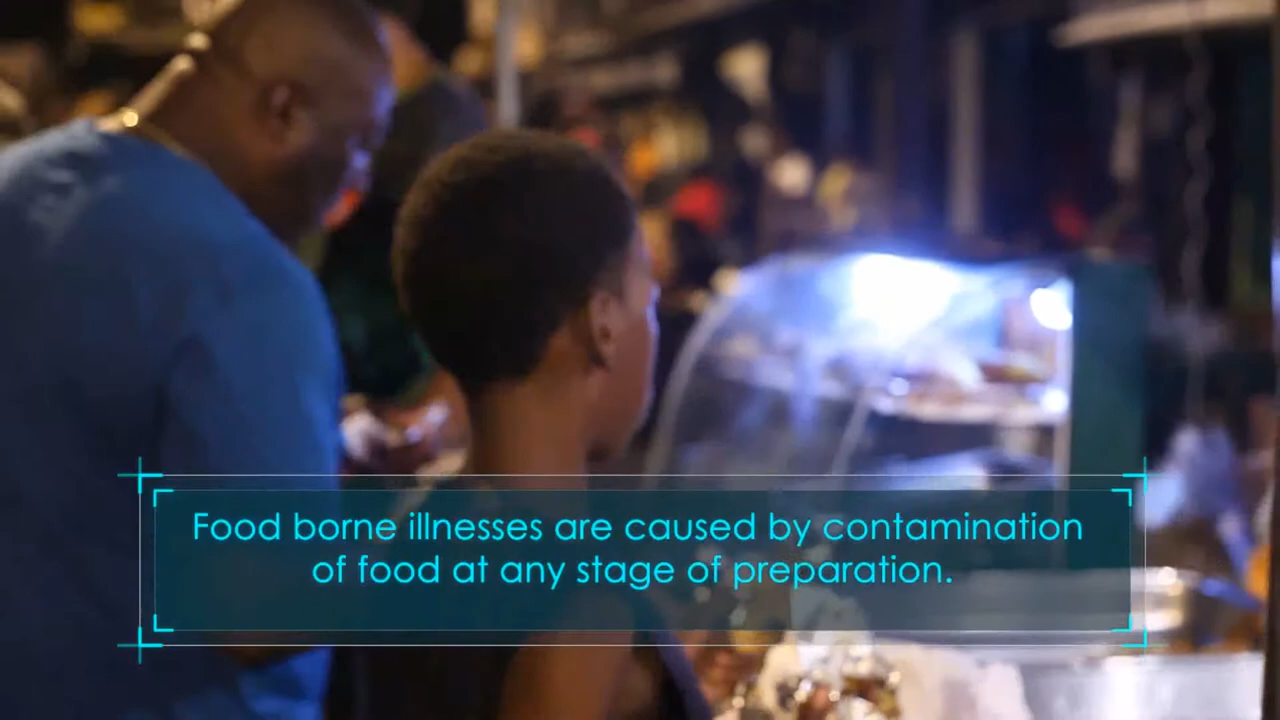 Food borne illnesses are caused by contamination
of food at any stage of preparation.